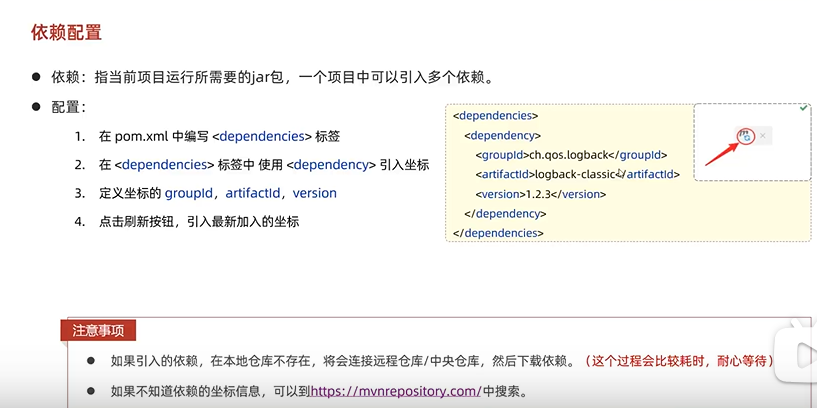 依赖配置
依赖：指当前项目运行所需要的jar包，一个项目中可以引入多个依赖。
配置：
1. 在 pom.xml 中编写 <dependencies> 标签
2. 在 <dependencies> 标签中 使用 <dependency> 引入坐标
3. 定义坐标的 groupId，artifactId，version
4. 点击刷新按钮，引入最新加入的坐标
<dependencies>
<dependency>
<groupId>ch.qos.logback</groupId>
<artifactId>logback-classic</artifactId>
<version>1.2.3</version>
</dependency>
</dependencies>
m
注意事项
如果引入的依赖，在本地仓库不存在，将会连接远程仓库/中央仓库，然后下载依赖。（这个过程会比较耗时，耐心等待）
如果不知道依赖的坐标信息，可以到https://mvnrepository.com/中搜索。